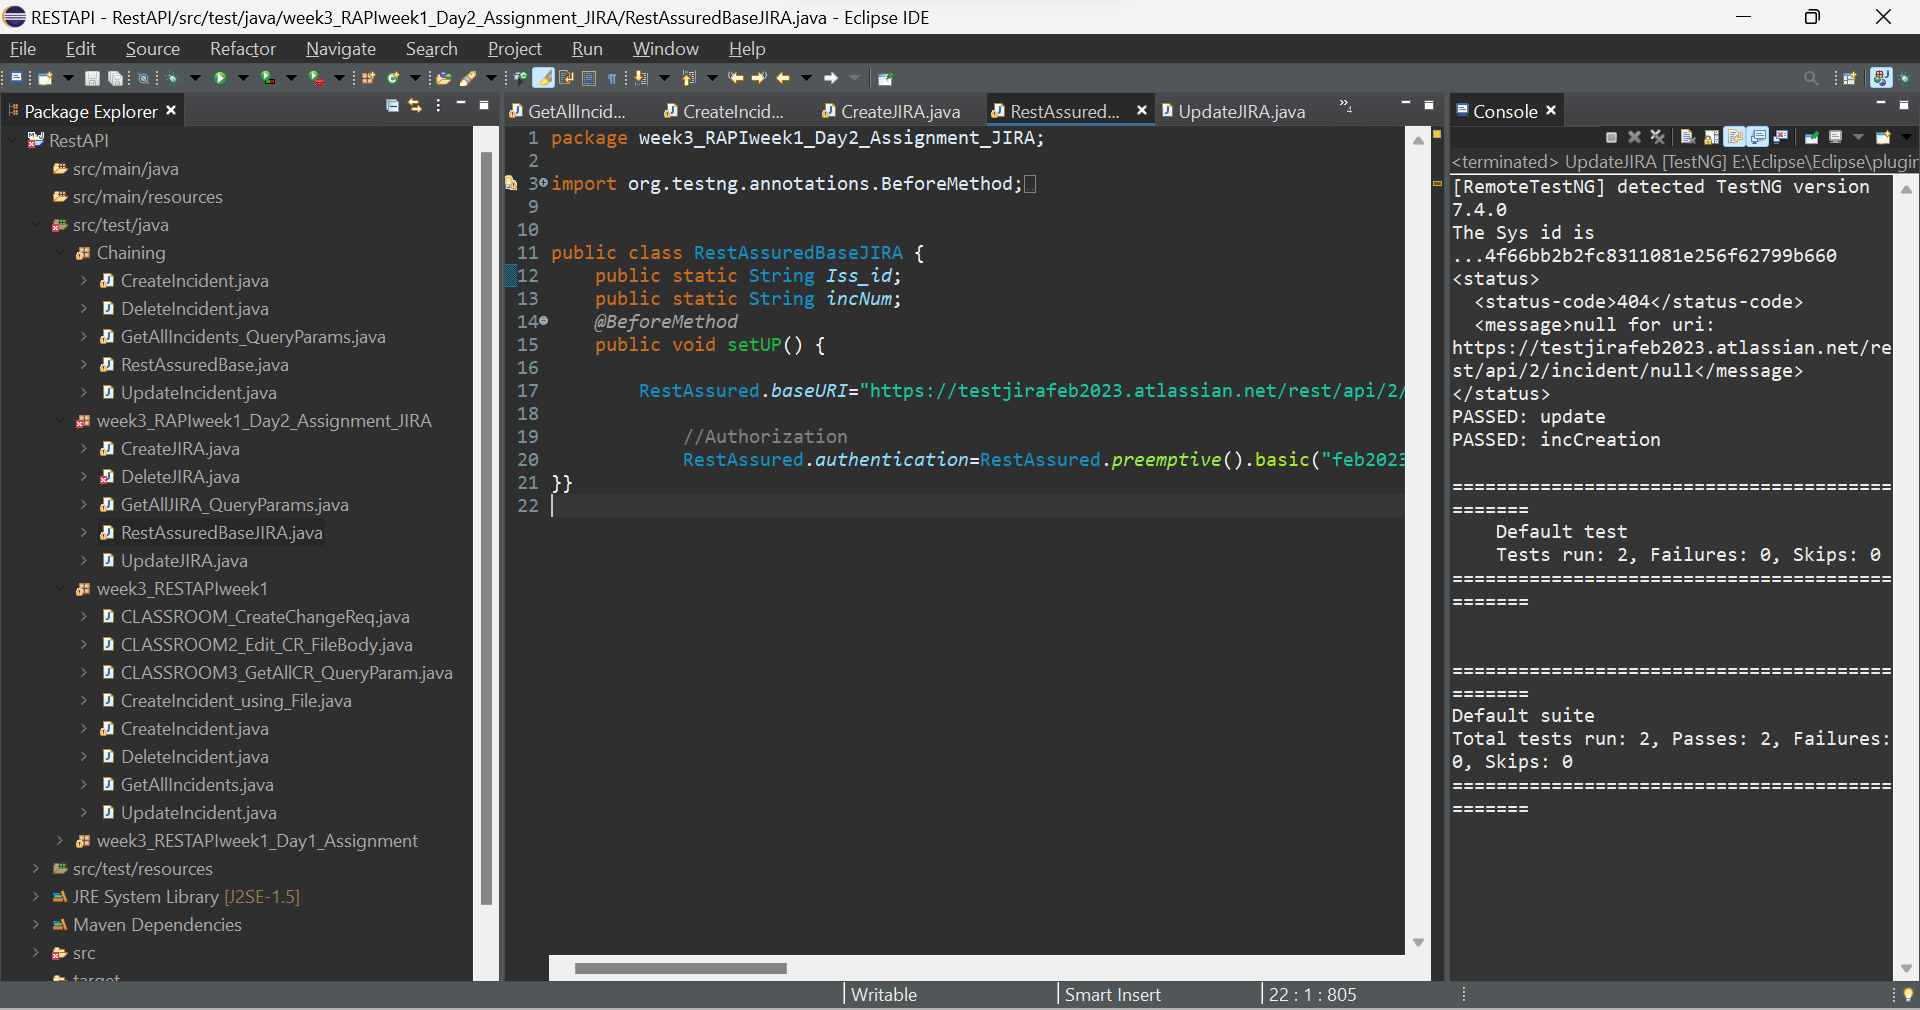 RESTAPI - RestAPI/src/test/java/week3_RAPIweek1_Day2_Assignment_JIRA/RestAssuredBaseJIRA.java - Eclipse IDE
File Edit Source Refactor Navigate Search Project Run Window Help
Package Explorer
RestAPI
src/main/java
src/main/resources
src/test/java
Chaining
CreateIncident.java
DeleteIncident.java
GetAllIncidents_QueryParams.java
RestAssuredBase.java
UpdateIncident.java
week3_RAPIweek1_Day2_Assignment_JIRA
CreateJIRA.java
DeleteJIRA.java
GetAllJIRA_QueryParams.java
RestAssuredBaseJIRA.java
UpdateJIRA.java
week3_RESTAPIweek1
CLASSROOM_CreateChangeReq.java
CLASSROOM2_Edit_CR_FileBody.java
CLASSROOM3_GetAllCR_QueryParam.java
CreateIncident_using_File.java
CreateIncident.java
DeleteIncident.java
GetAllIncidents.java
UpdateIncident.java
week3_RESTAPIweek1_Day1_Assignment
src/test/resources
JRE System Library [J2SE-1.5]
Maven Dependencies
src
target
GetAllIncid... CreateIncid... CreateJIRA.java RestAssured... UpdateJIRA.java »4
1 package week3_RAPIweek1_Day2_Assignment_JIRA;
2
3 import org.testng.annotations.BeforeMethod;
9
10
11 public class RestAssuredBaseJIRA {
12 public static String Iss_id;
13 public static String incNum;
14 @BeforeMethod
15 public void setUP() {
16
17 RestAssured.baseURI="https://testjirafeb2023.atlassian.net/rest/api/2/
18
19 //Authorization
20 RestAssured.authentication=RestAssured.preemptive().basic("feb2023
21 }}
22
Console
<terminated> UpdateJIRA [TestNG] E:\Eclipse\Eclipse\plugin
[RemoteTestNG] detected TestNG version
7.4.0
The Sys id is
...4f66bb2b2fc8311081e256f62799b660
<status>
<status-code>404</status-code>
<message>null for uri:
https://testjirafeb2023.atlassian.net/re
st/api/2/incident/null</message>
</status>
PASSED: update
PASSED: incCreation
========================================
=======
Default test
Tests run: 2, Failures: 0, Skips: 0
========================================
=======
========================================
=======
Default suite
Total tests run: 2, Passes: 2, Failures:
0, Skips: 0
========================================
=======
Writable Smart Insert 22 : 1 : 805